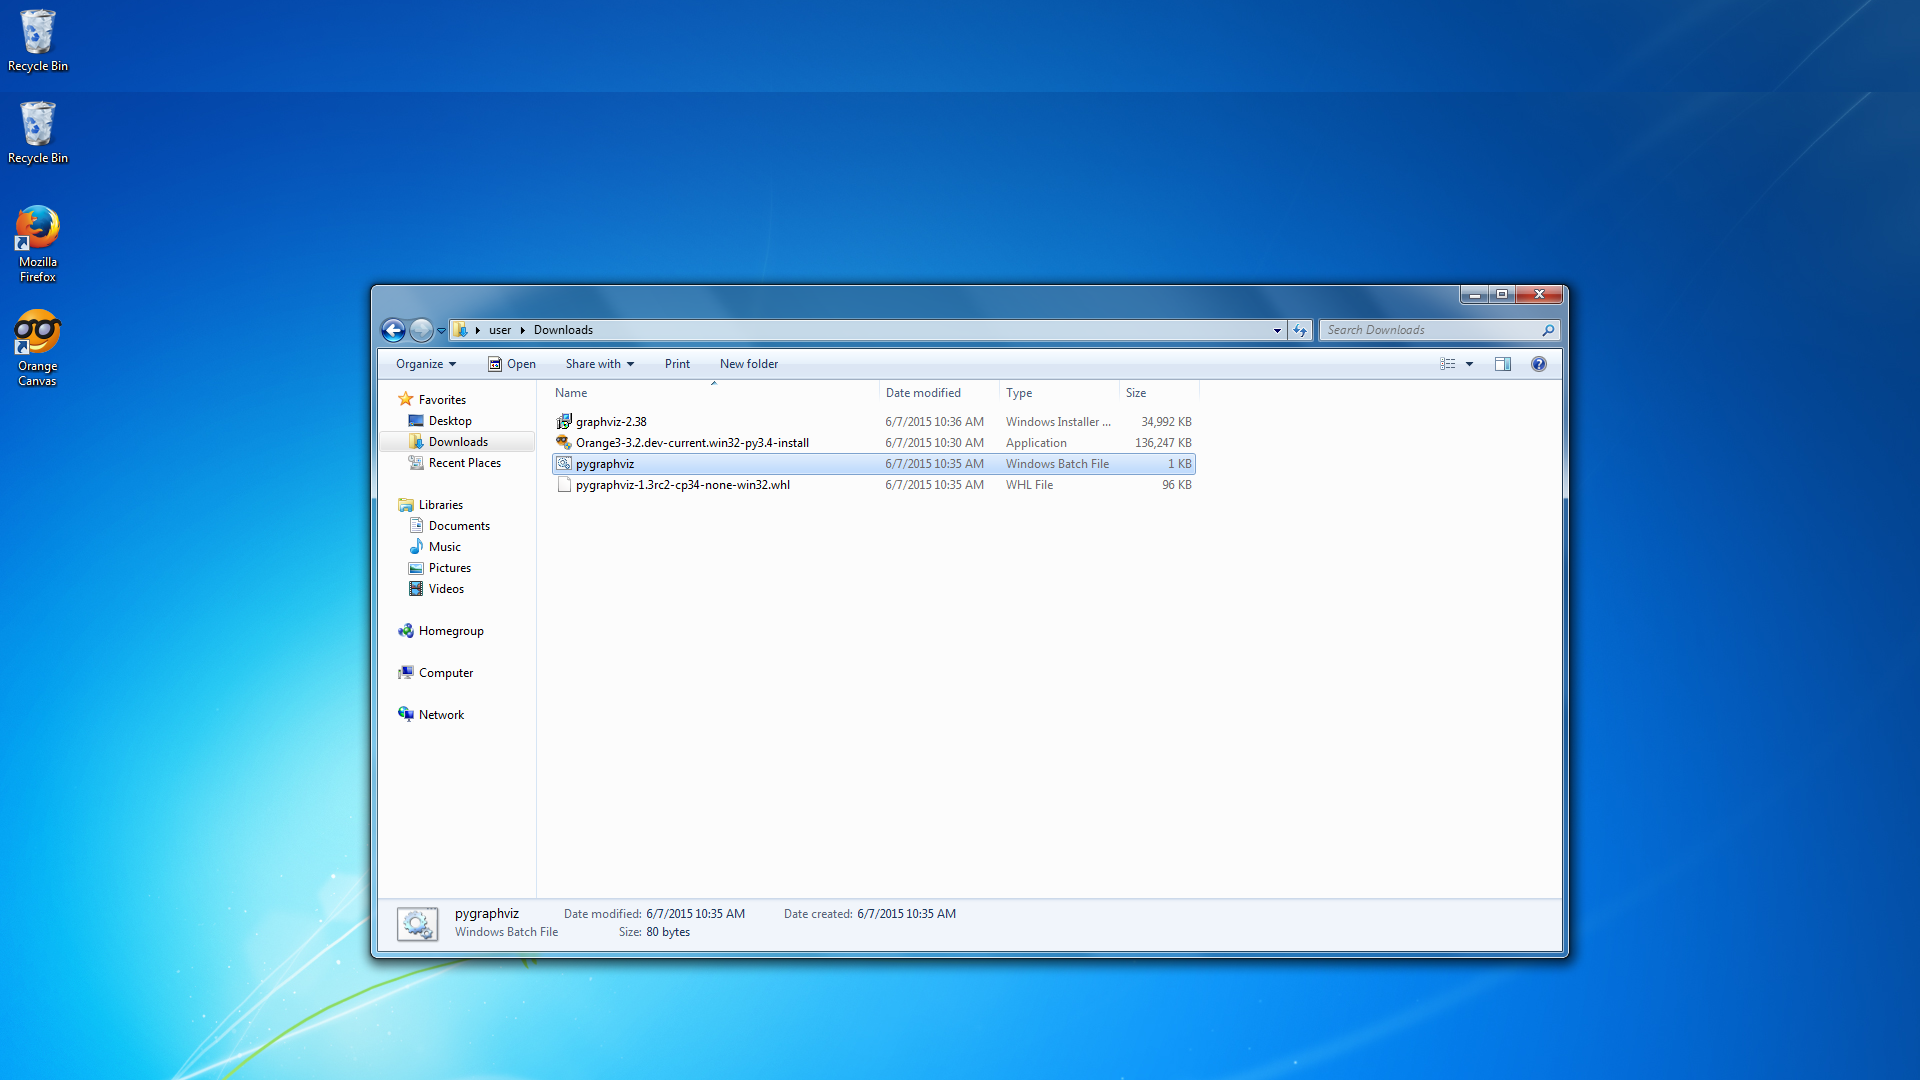 Recycle Bin
Recycle Bin
Mozilla
Firefox
Orange
Canvas
user Downloads
Search Downloads
Organize Open Share with Print New folder
Favorites
Desktop
Downloads
Recent Places
Libraries
Documents
Music
Pictures
Videos
Homegroup
Computer
Network
Name Date modified Type Size
graphviz-2.38 6/7/2015 10:36 AM Windows Installer ... 34,992 KB
Orange3-3.2.dev-current.win32-py3.4-install 6/7/2015 10:30 AM Application 136,247 KB
pygraphviz 6/7/2015 10:35 AM Windows Batch File 1 KB
pygraphviz-1.3rc2-cp34-none-win32.whl 6/7/2015 10:35 AM WHL File 96 KB
pygraphviz Date modified: 6/7/2015 10:35 AM Date created: 6/7/2015 10:35 AM
Windows Batch File Size: 80 bytes